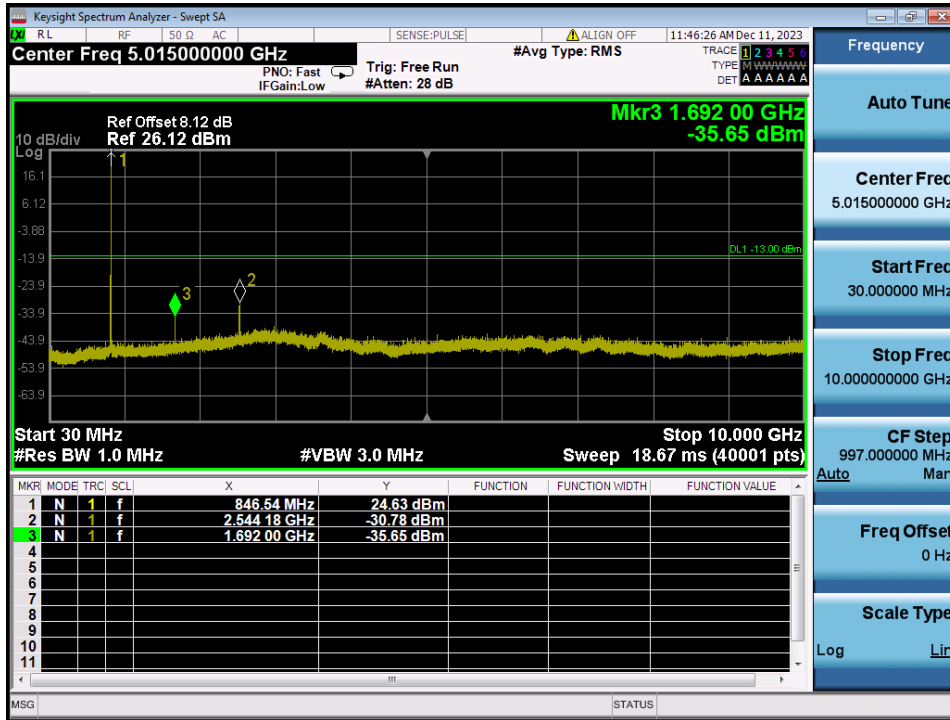 Keysight Spectrum Analyzer - Swept SA
LXI RL RF 50 Ω AC SENSE:PULSE ALIGN OFF 11:46:26 AM Dec 11, 2023
Center Freq 5.015000000 GHz
PNO: Fast
IFGain:Low
Trig: Free Run
#Atten: 28 dB
#Avg Type: RMS
TRACE 1 2 3 4 5 6
TYPE M W W W W W
DET A A A A A A
Mkr3 1.692 00 GHz
-35.65 dBm
Ref Offset 8.12 dB
10 dB/div Ref 26.12 dBm
Log
16.1
6.12
-3.88
-13.9
-23.9
-33.9
-43.9
-53.9
-63.9
1
2
3
DL1 -13.00 dBm
Start 30 MHz Stop 10.000 GHz
#Res BW 1.0 MHz #VBW 3.0 MHz Sweep 18.67 ms (40001 pts)
MKR MODE TRC SCL X Y FUNCTION FUNCTION WIDTH FUNCTION VALUE
1 N 1 f 846.54 MHz 24.63 dBm
2 N 1 f 2.544 18 GHz -30.78 dBm
3 N 1 f 1.692 00 GHz -35.65 dBm
4
5
6
7
8
9
10
11
MSG STATUS
Frequency
Auto Tune
Center Freq
5.015000000 GHz
Start Freq
30.000000 MHz
Stop Freq
10.000000000 GHz
CF Step
997.000000 MHz
Auto Man
Freq Offset
0 Hz
Scale Type
Log Lin